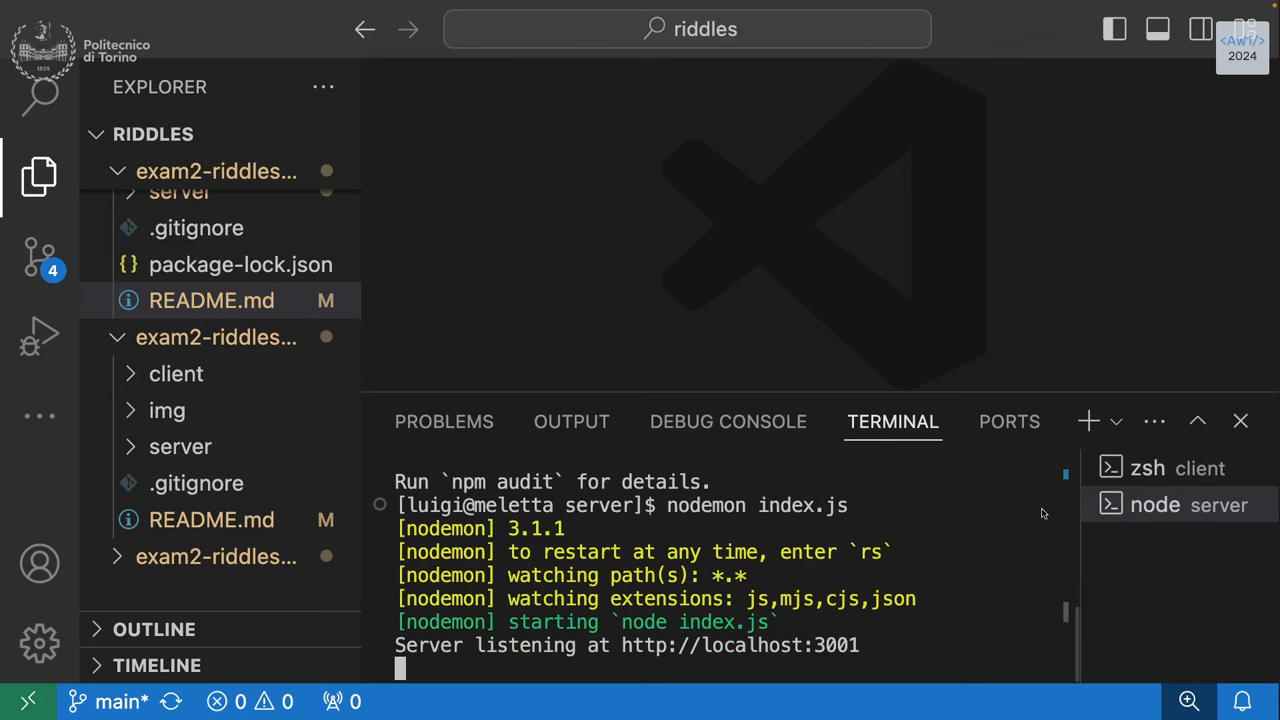 riddles
Politecnico
di Torino
1859
<AW1/>
2024
EXPLORER
RIDDLES
exam2-riddles...
server
.gitignore
package-lock.json
README.md M
exam2-riddles...
client
img
server
.gitignore
README.md M
exam2-riddles...
OUTLINE
TIMELINE
4
PROBLEMS OUTPUT DEBUG CONSOLE TERMINAL PORTS
Run `npm audit` for details.
[luigi@meletta server]$ nodemon index.js
[nodemon] 3.1.1
[nodemon] to restart at any time, enter `rs`
[nodemon] watching path(s): *.*
[nodemon] watching extensions: js,mjs,cjs,json
[nodemon] starting `node index.js`
Server listening at http://localhost:3001
zsh client
node server
main* 0 0 0